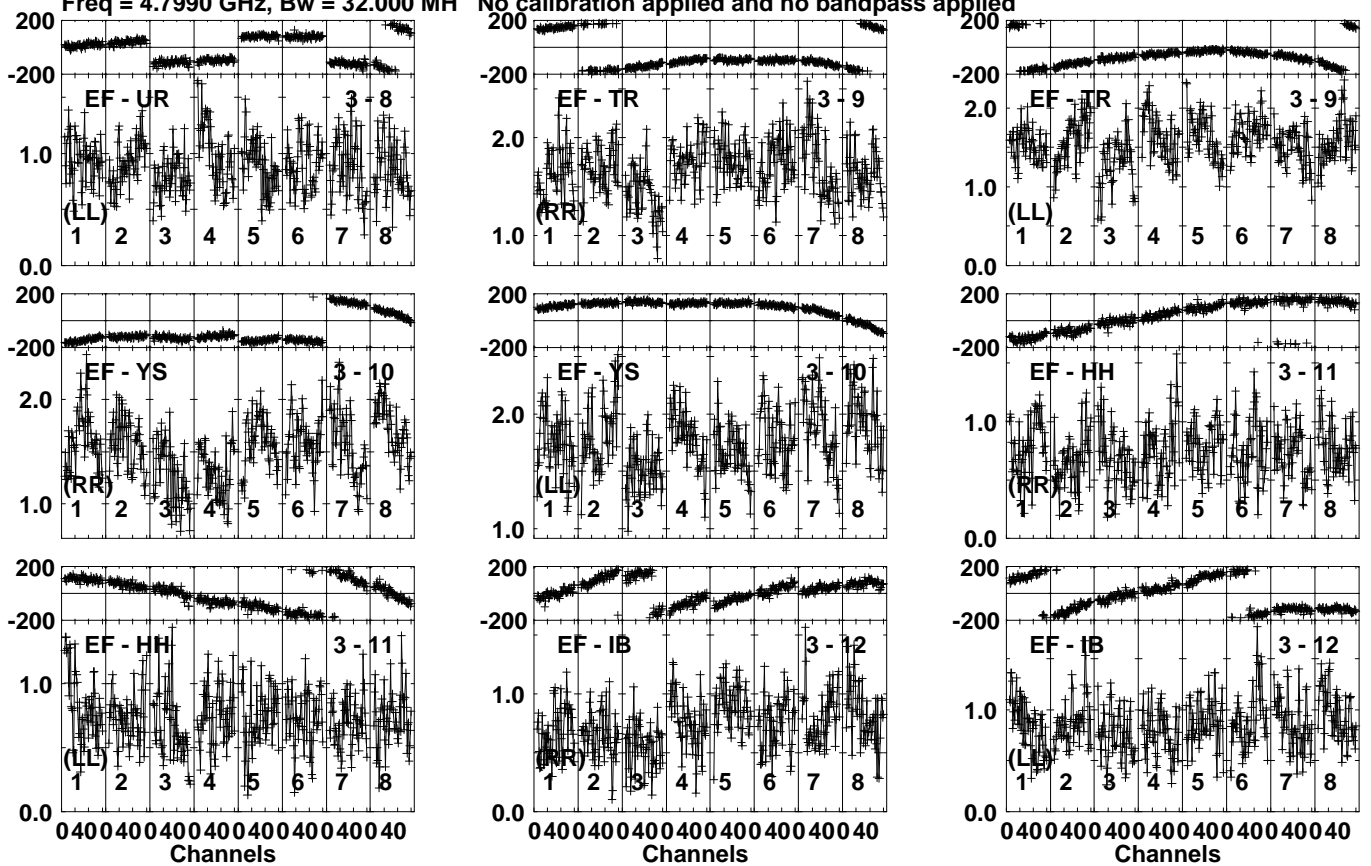 Freq = 4.7990 GHz, Bw = 32.000 MH No calibration applied and no bandpass applied
200
-200
EF - UR 3 - 8
1.0
(LL)
1 2 3 4 5 6 7 8
0.0
200
-200
EF - TR 3 - 9
2.0
(RR)
1.0
1 2 3 4 5 6 7 8
200
-200
EF - TR 3 - 9
2.0
1.0
(LL)
1 2 3 4 5 6 7 8
0.0
200
-200
EF - YS 3 - 10
2.0
(RR)
1.0
1 2 3 4 5 6 7 8
200
-200
EF - YS 3 - 10
2.0
(LL)
1 2 3 4 5 6 7 8
1.0
200
-200
EF - HH 3 - 11
1.0
(RR)
1 2 3 4 5 6 7 8
0.0
200
-200
EF - HH 3 - 11
1.0
(LL)
1 2 3 4 5 6 7 8
0.0
0 40 0 40 0 40 0 40 0 40 0 40 0 40 0 40
Channels
200
-200
EF - IB 3 - 12
1.0
(RR)
1 2 3 4 5 6 7 8
0.0
0 40 0 40 0 40 0 40 0 40 0 40 0 40 0 40
Channels
200
-200
EF - IB 3 - 12
1.0
(LL)
1 2 3 4 5 6 7 8
0.0
0 40 0 40 0 40 0 40 0 40 0 40 0 40 0 40
Channels